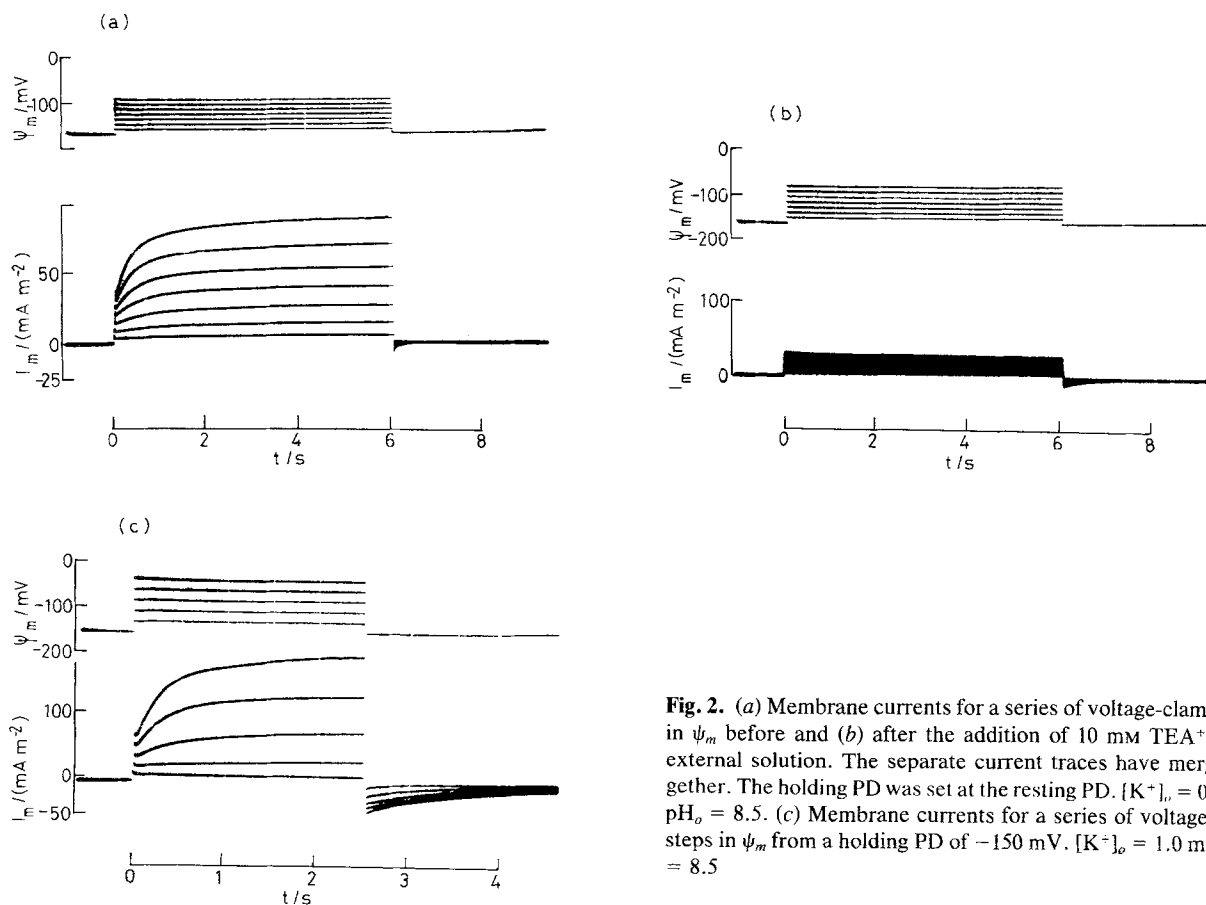 (a)
0
-100
ψm/mV
50
0
-25
Im/(mA m-2)
0 2 4 6 8
t/s
(b)
0
-100
-200
ψm/mV
100
0
Im/(mA m-2)
0 2 4 6 8
t/s
(c)
0
-100
-200
ψm/mV
100
0
-50
Im/(mA m-2)
0 1 2 3 4
t/s
Fig. 2. (a) Membrane currents for a series of voltage-clam
in ψm before and (b) after the addition of 10 mM TEA+
external solution. The separate current traces have merg
gether. The holding PD was set at the resting PD. [K+]o = 0
pHo = 8.5. (c) Membrane currents for a series of voltage
steps in ψm from a holding PD of −150 mV. [K+]o = 1.0 m
= 8.5